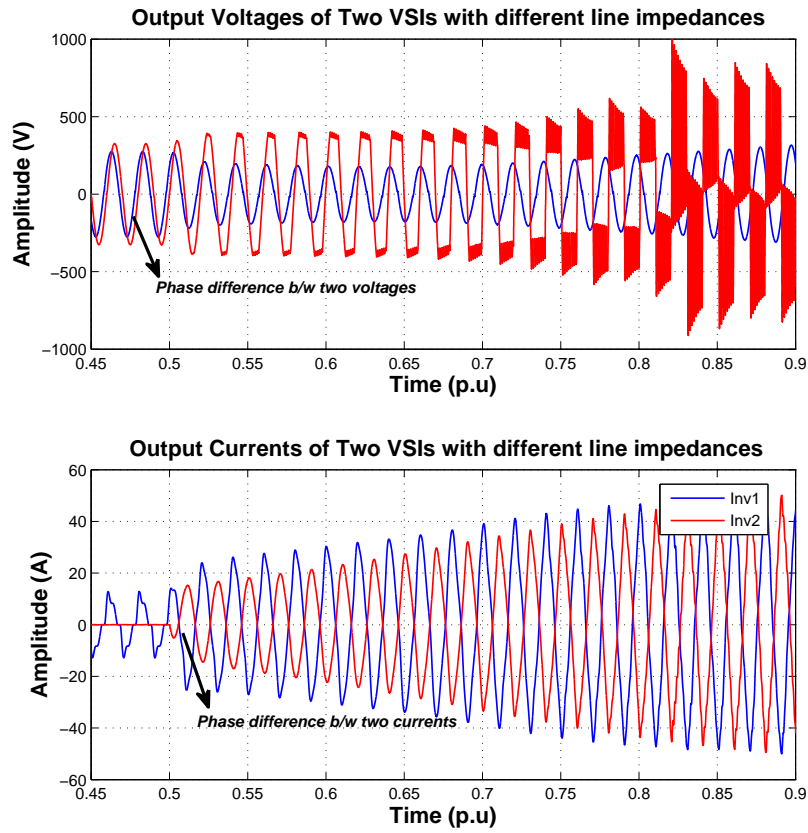 Output Voltages of Two VSIs with different line impedances
Amplitude (V)
1000
500
0
−500
−1000
Phase difference b/w two voltages
0.45 0.5 0.55 0.6 0.65 0.7 0.75 0.8 0.85 0.9
Time (p.u)
Output Currents of Two VSIs with different line impedances
Amplitude (A)
60
40
20
0
−20
−40
−60
Inv1
Inv2
Phase difference b/w two currents
0.45 0.5 0.55 0.6 0.65 0.7 0.75 0.8 0.85 0.9
Time (p.u)